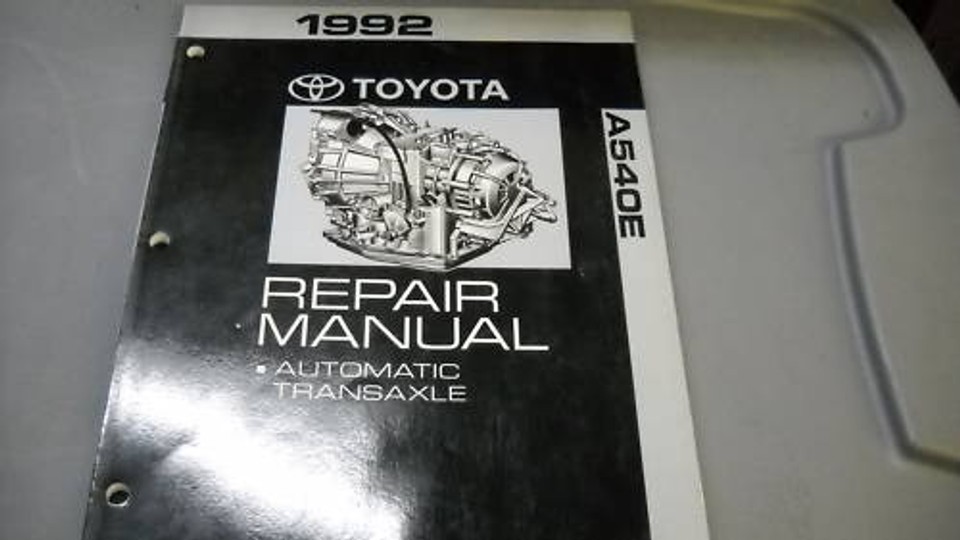 1992
TOYOTA
A540E
REPAIR
MANUAL
▪ AUTOMATIC
TRANSAXLE